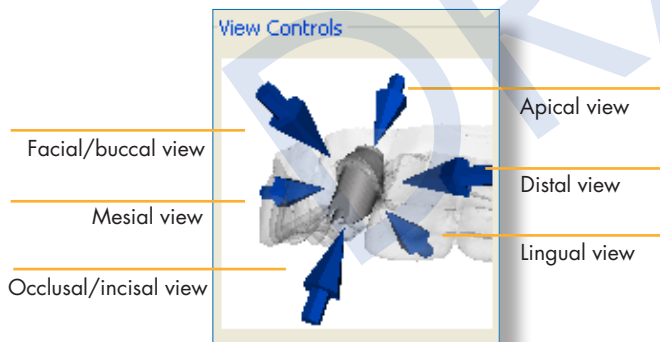 View Controls
Apical view
Facial/buccal view
Distal view
Mesial view
Lingual view
Occlusal/incisal view